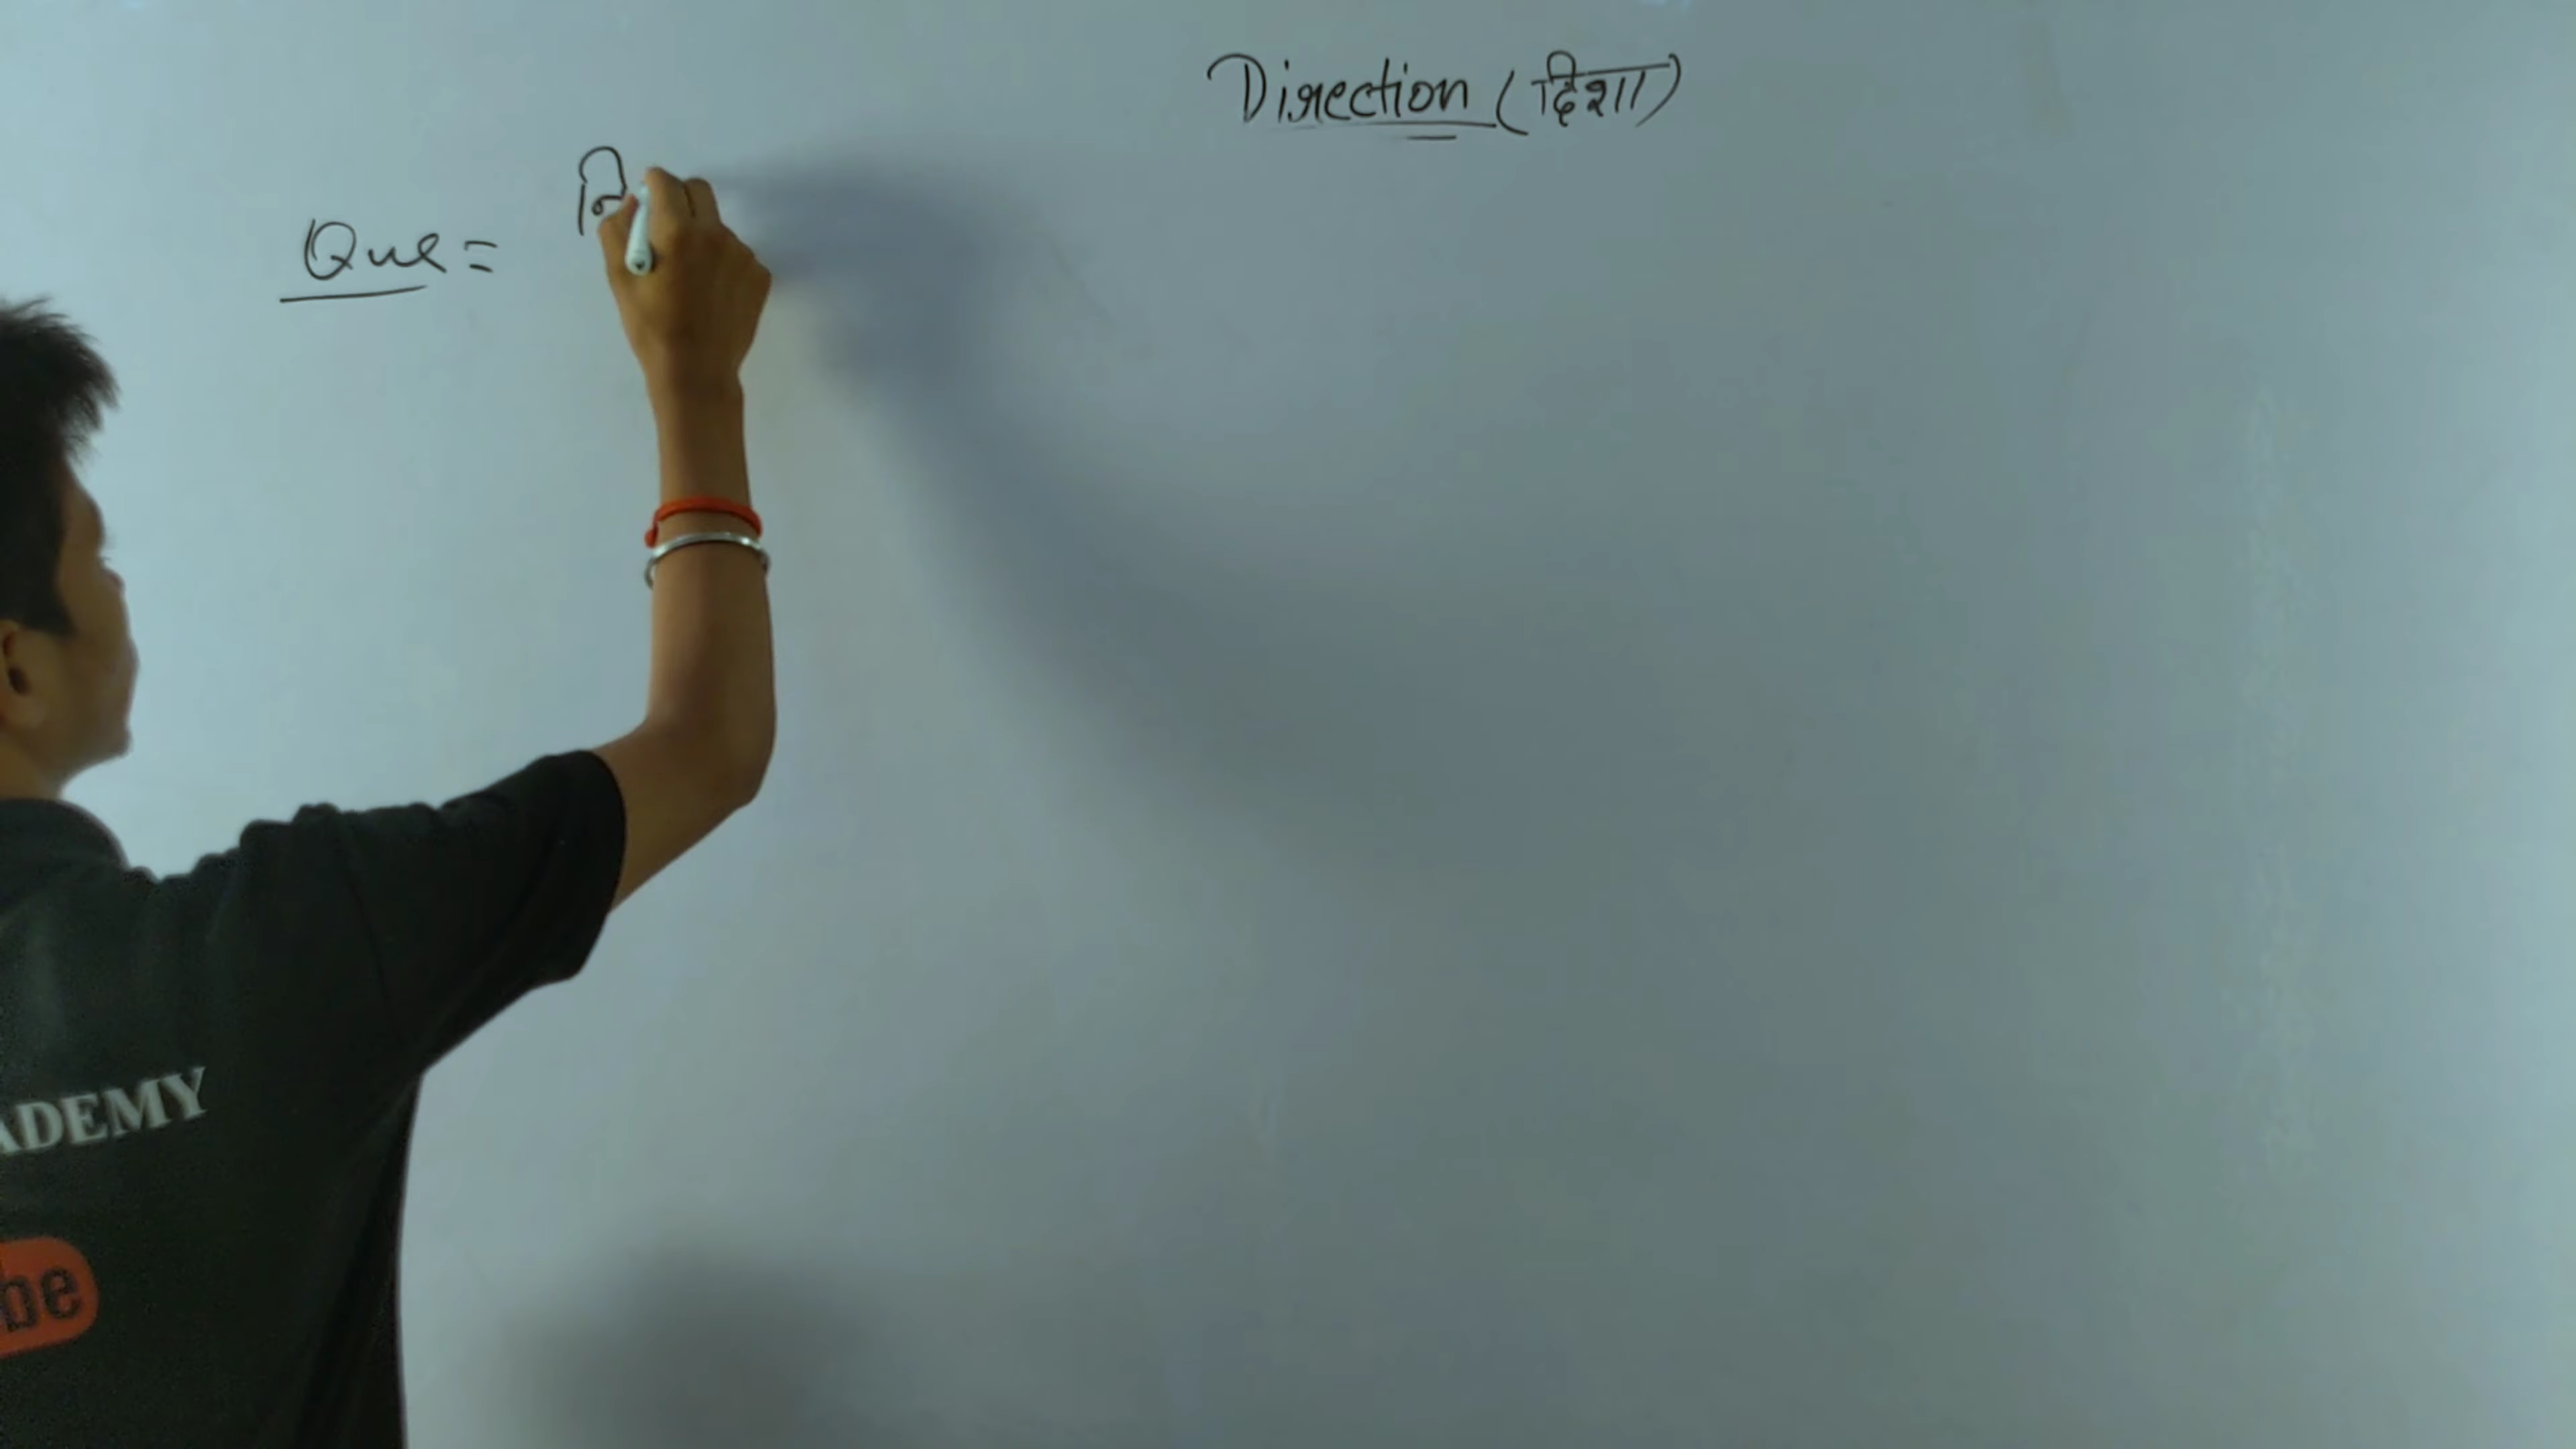 Direction (दिशा)
Que =
ADEMY
be